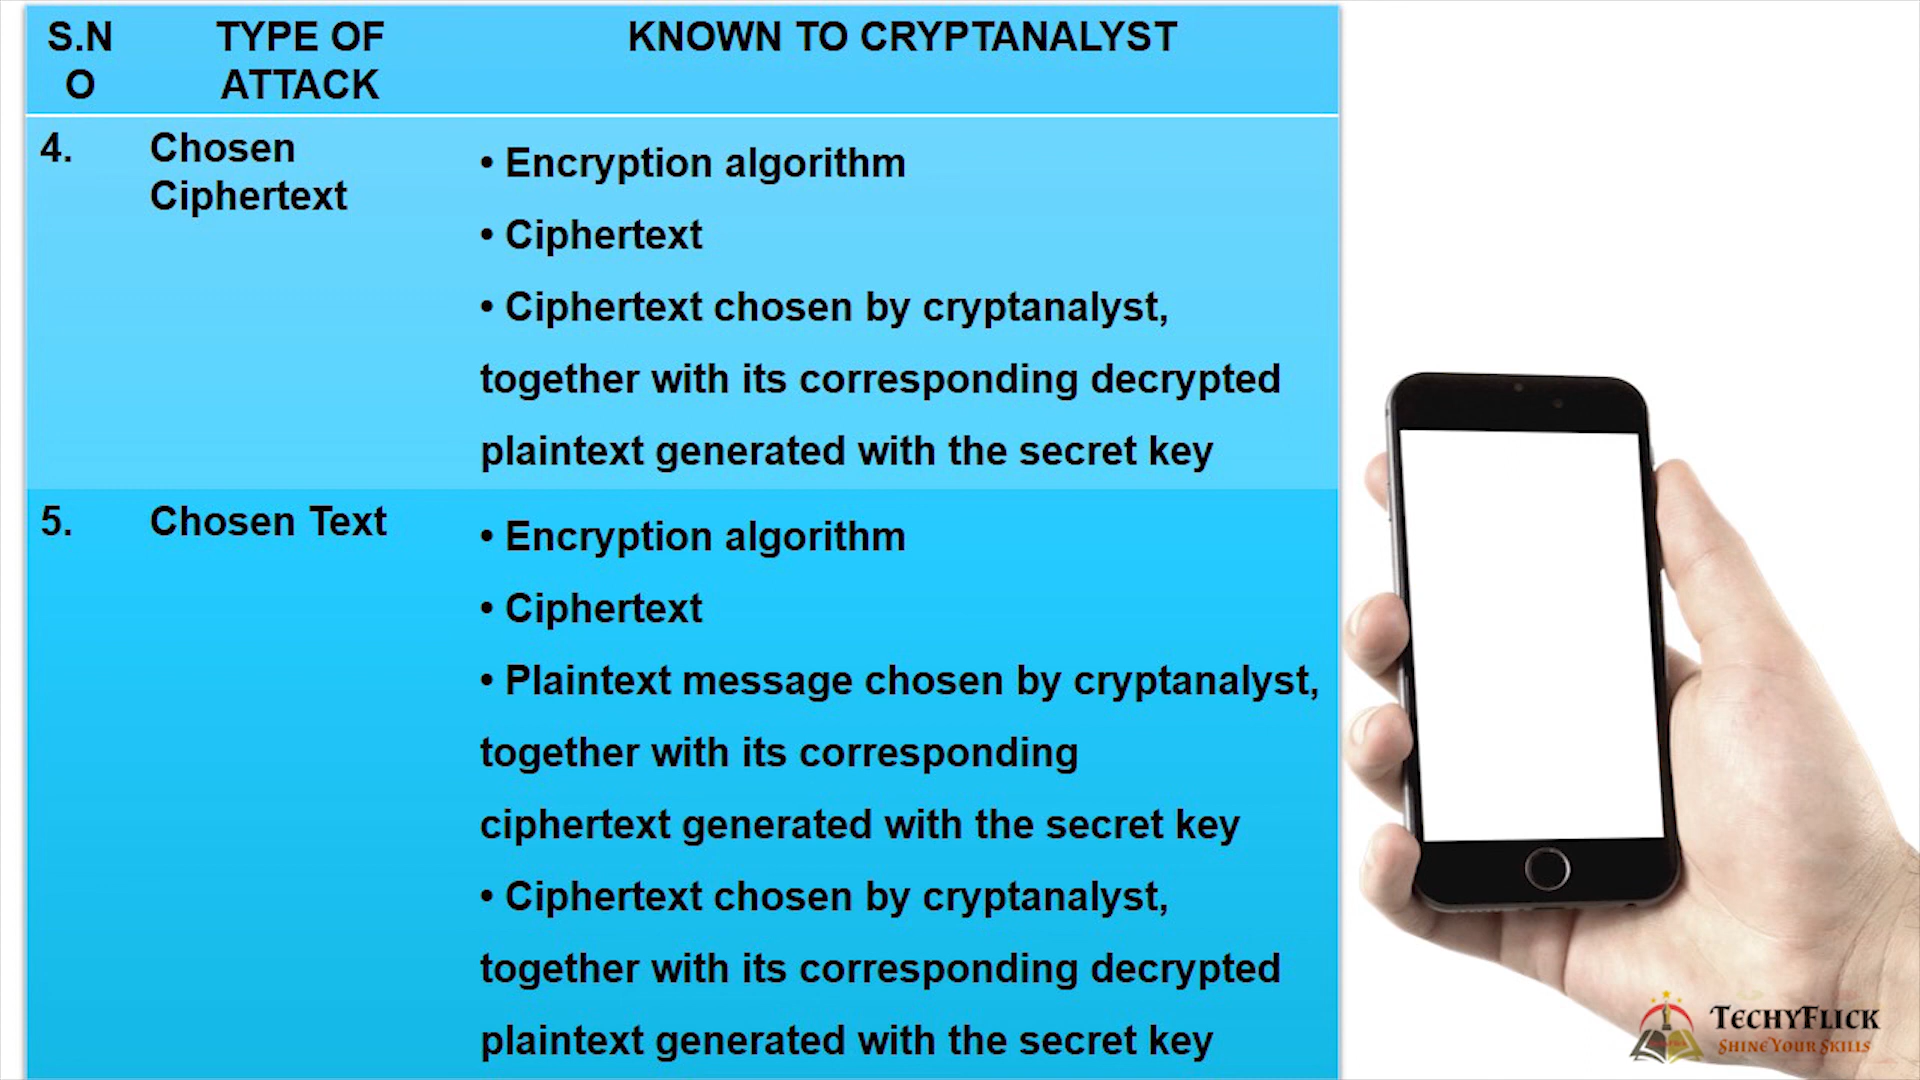 S.N
O
TYPE OF
ATTACK
KNOWN TO CRYPTANALYST
4.
Chosen
Ciphertext
• Encryption algorithm
• Ciphertext
• Ciphertext chosen by cryptanalyst,
together with its corresponding decrypted
plaintext generated with the secret key
5.
Chosen Text
• Encryption algorithm
• Ciphertext
• Plaintext message chosen by cryptanalyst,
together with its corresponding
ciphertext generated with the secret key
• Ciphertext chosen by cryptanalyst,
together with its corresponding decrypted
plaintext generated with the secret key
TECHYFLICK
SHINE YOUR SKILLS